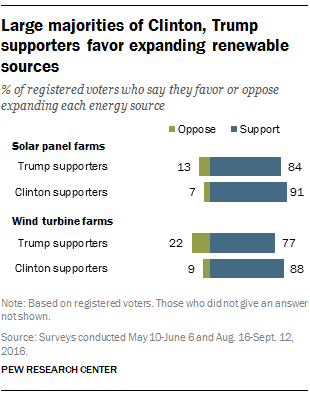 Large majorities of Clinton, Trump
supporters favor expanding renewable
sources
% of registered voters who say they favor or oppose
expanding each energy source
Oppose Support
Solar panel farms
Trump supporters 13 84
Clinton supporters 7 91
Wind turbine farms
Trump supporters 22 77
Clinton supporters 9 88
Note: Based on registered voters. Those who did not give an answer
not shown.
Source: Surveys conducted May 10-June 6 and Aug. 16-Sept. 12,
2016.
PEW RESEARCH CENTER